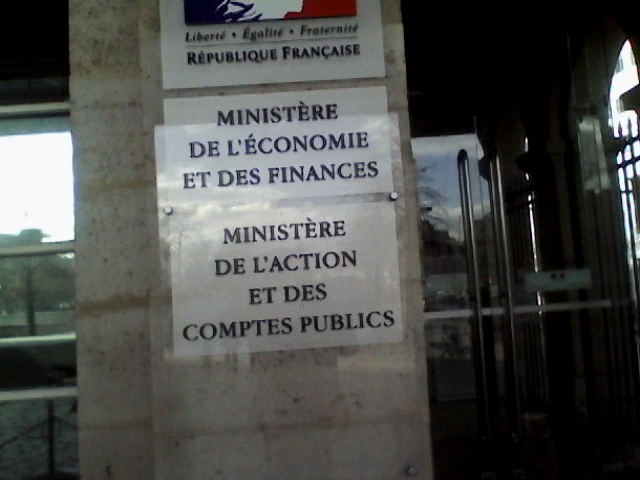 Liberté • Égalité • Fraternité
RÉPUBLIQUE FRANÇAISE
MINISTÈRE
DE L'ÉCONOMIE
ET DES FINANCES
MINISTÈRE
DE L'ACTION
ET DES
COMPTES PUBLICS